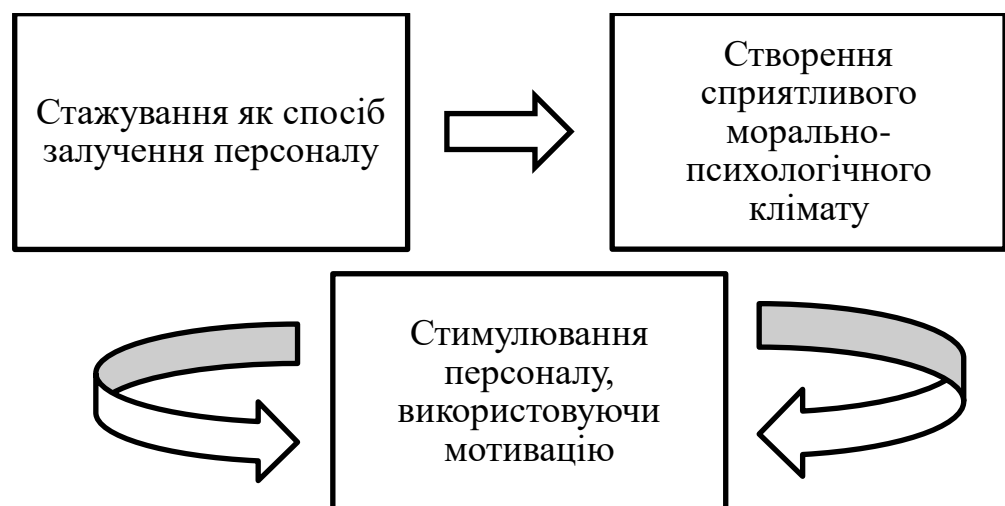 Стажування як спосіб
залучення персоналу
Створення
сприятливого
морально-
психологічного
клімату
Стимулювання
персоналу,
використовуючи
мотивацію